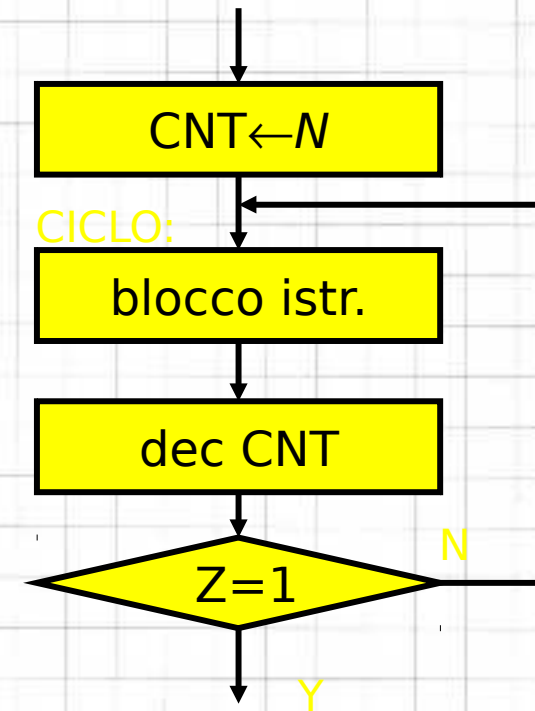 CNT←N
CICLO:
blocco istr.
dec CNT
N
Z=1
Y